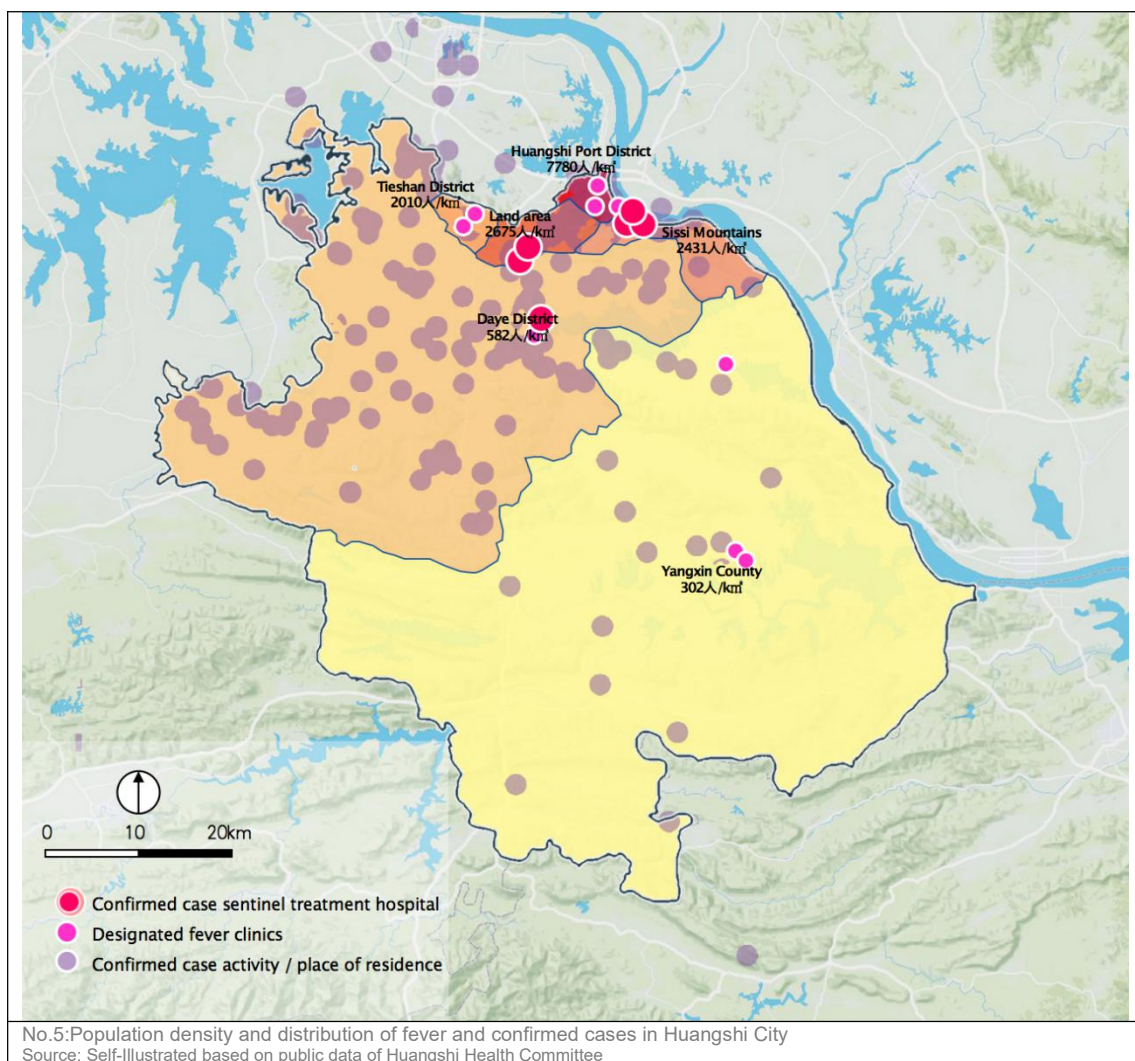 Huangshi Port District
7780人/k㎡
Tieshan District
2010人/k㎡
Land area
2675人/k㎡
Sissi Mountains
2431人/k㎡
Daye District
582人/k㎡
Yangxin County
302人/k㎡
0 10 20km
Confirmed case sentinel treatment hospital
Designated fever clinics
Confirmed case activity / place of residence
No.5:Population density and distribution of fever and confirmed cases in Huangshi City
Source: Self-Illustrated based on public data of Huangshi Health Committee